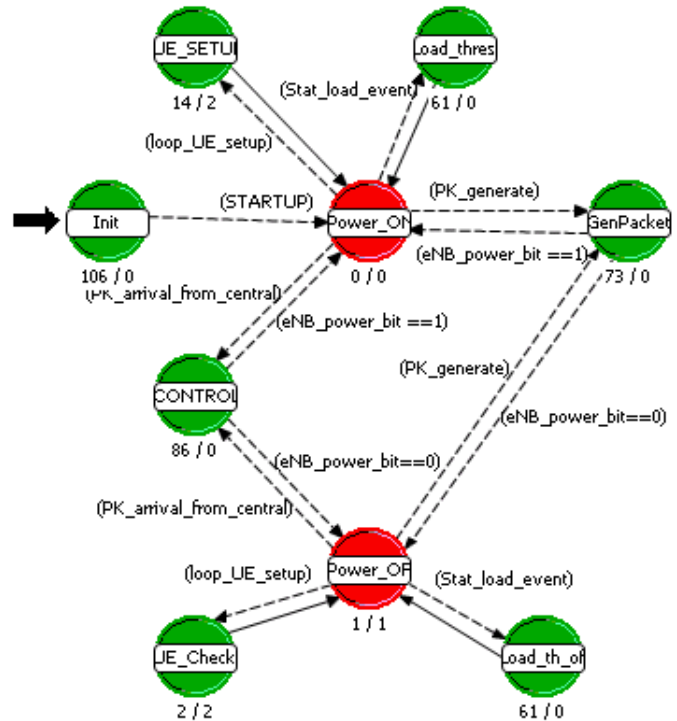 UE_SETUP
Load_thres
14 / 2
(Stat_load_event)
61 / 0
(loop_UE_setup)
(STARTUP)
(PK_generate)
Init
Power_ON
GenPacket
(eNB_power_bit ==1)
106 / 0
0 / 0
73 / 0
(PK_arrival_from_central)
(eNB_power_bit ==1)
(PK_generate)
CONTROL
(eNB_power_bit==0)
86 / 0
(eNB_power_bit==0)
(PK_arrival_from_central)
(loop_UE_setup)
Power_OF
(Stat_load_event)
1 / 1
UE_Check
Load_th_of
2 / 2
61 / 0